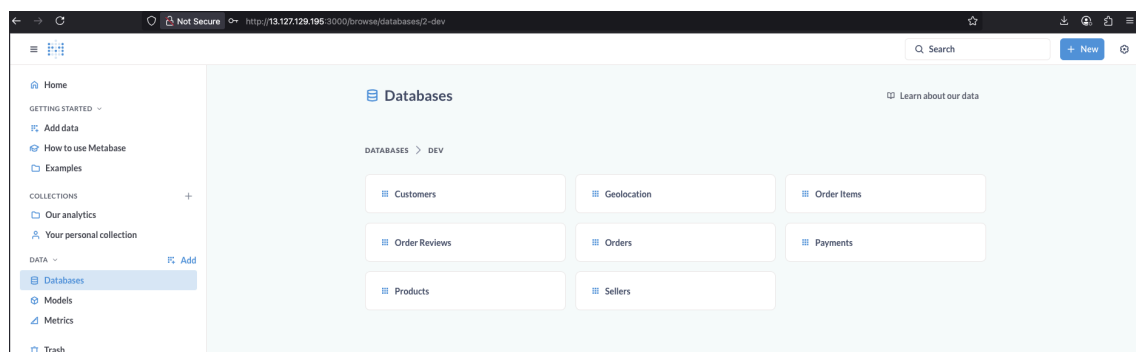 Not Secure http://13.127.129.195:3000/browse/databases/2-dev
Search
+ New
Home
GETTING STARTED
Add data
How to use Metabase
Examples
COLLECTIONS
Our analytics
Your personal collection
DATA
Add
Databases
Models
Metrics
Trash
Databases
Learn about our data
DATABASES > DEV
Customers
Geolocation
Order Items
Order Reviews
Orders
Payments
Products
Sellers